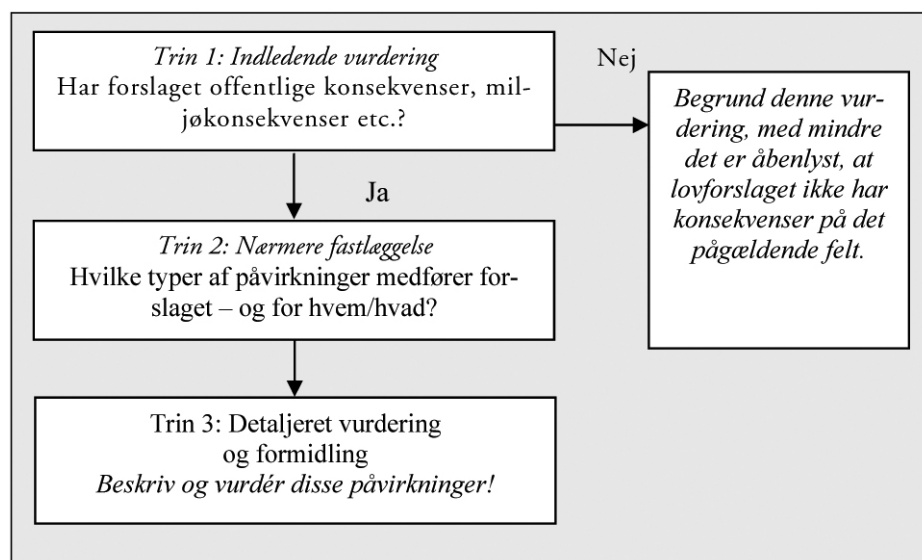 Trin 1: Indledende vurdering
Har forslaget offentlige konsekvenser, mil-
jøkonsekvenser etc.?
Nej
Begrund denne vur-
dering, med mindre
det er åbenlyst, at
lovforslaget ikke har
konsekvenser på det
pågældende felt.
Ja
Trin 2: Nærmere fastlæggelse
Hvilke typer af påvirkninger medfører for-
slaget – og for hvem/hvad?
Trin 3: Detaljeret vurdering
og formidling
Beskriv og vurdér disse påvirkninger!